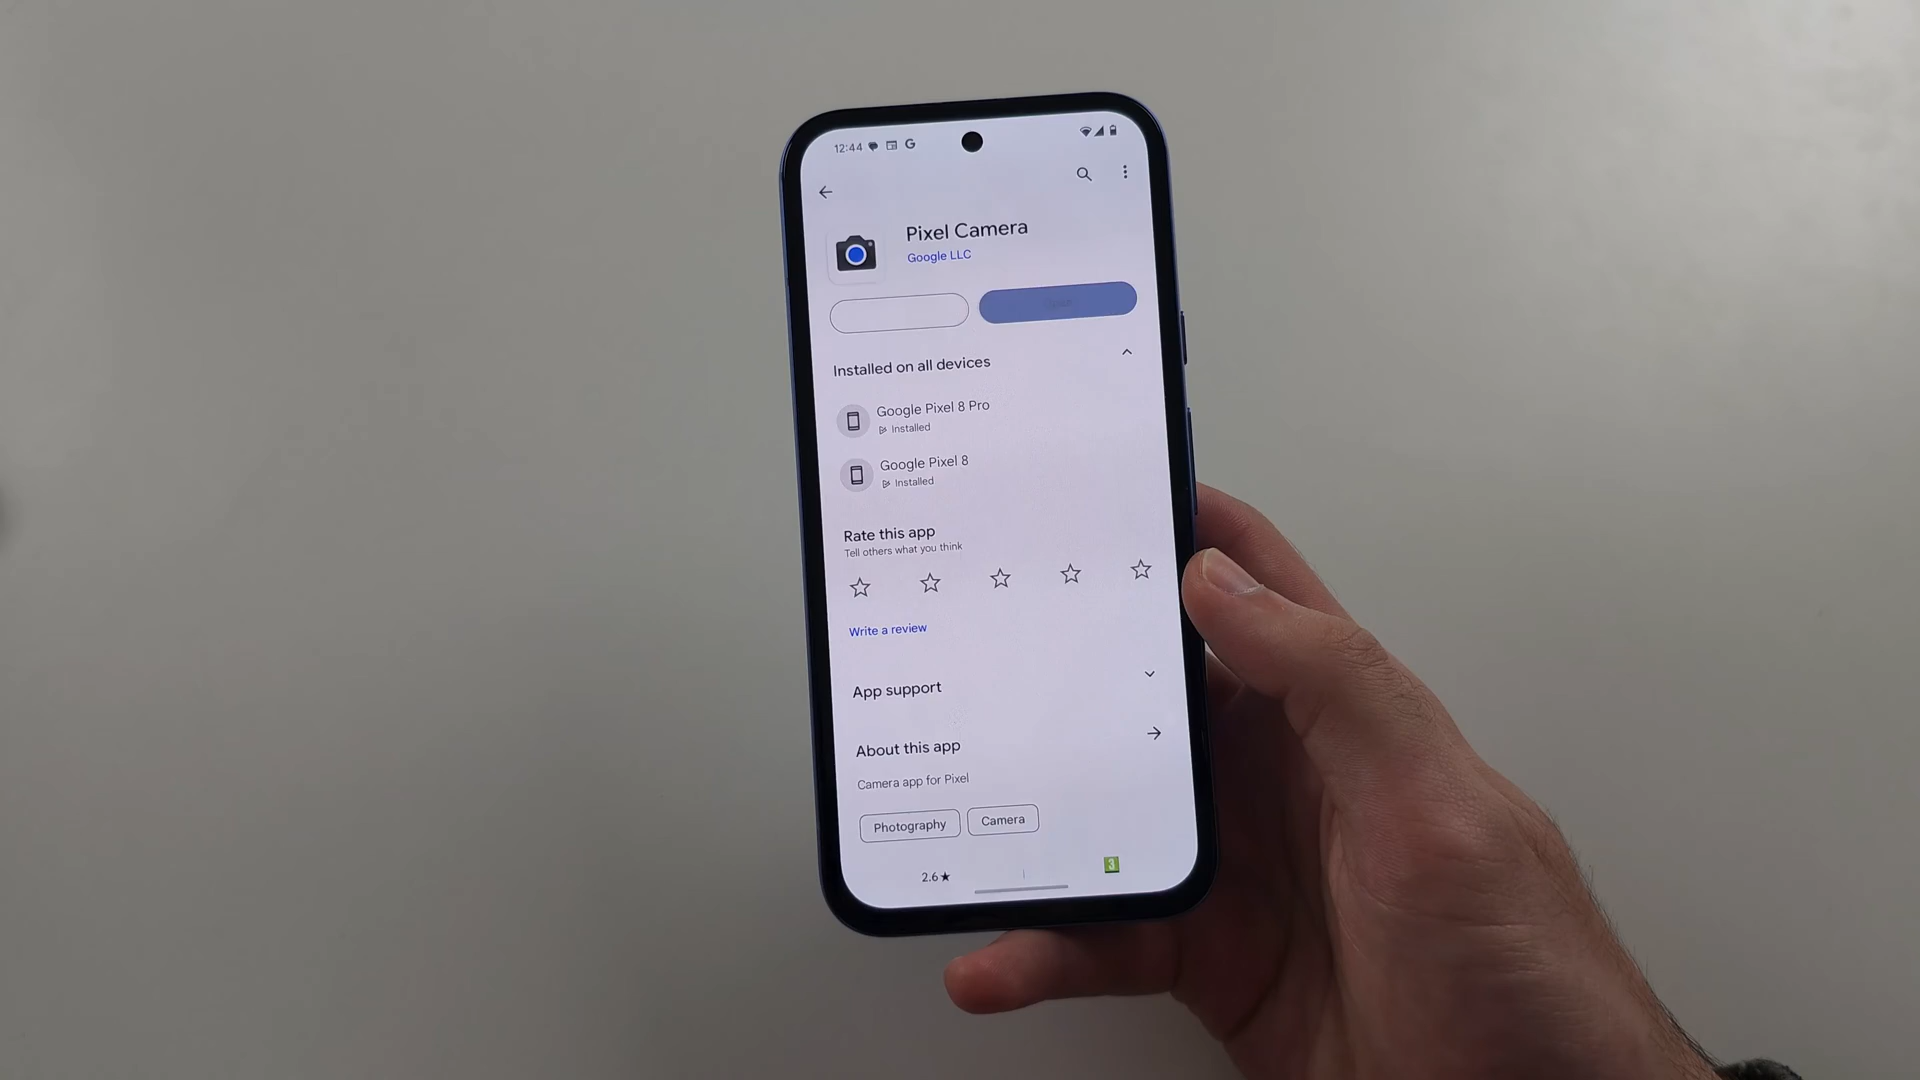 12:44
Pixel Camera
Google LLC
Installed on all devices
Google Pixel 8 Pro
Installed
Google Pixel 8
Installed
Rate this app
Tell others what you think
Write a review
App support
About this app
Camera app for Pixel
Photography
Camera
2.6★
3